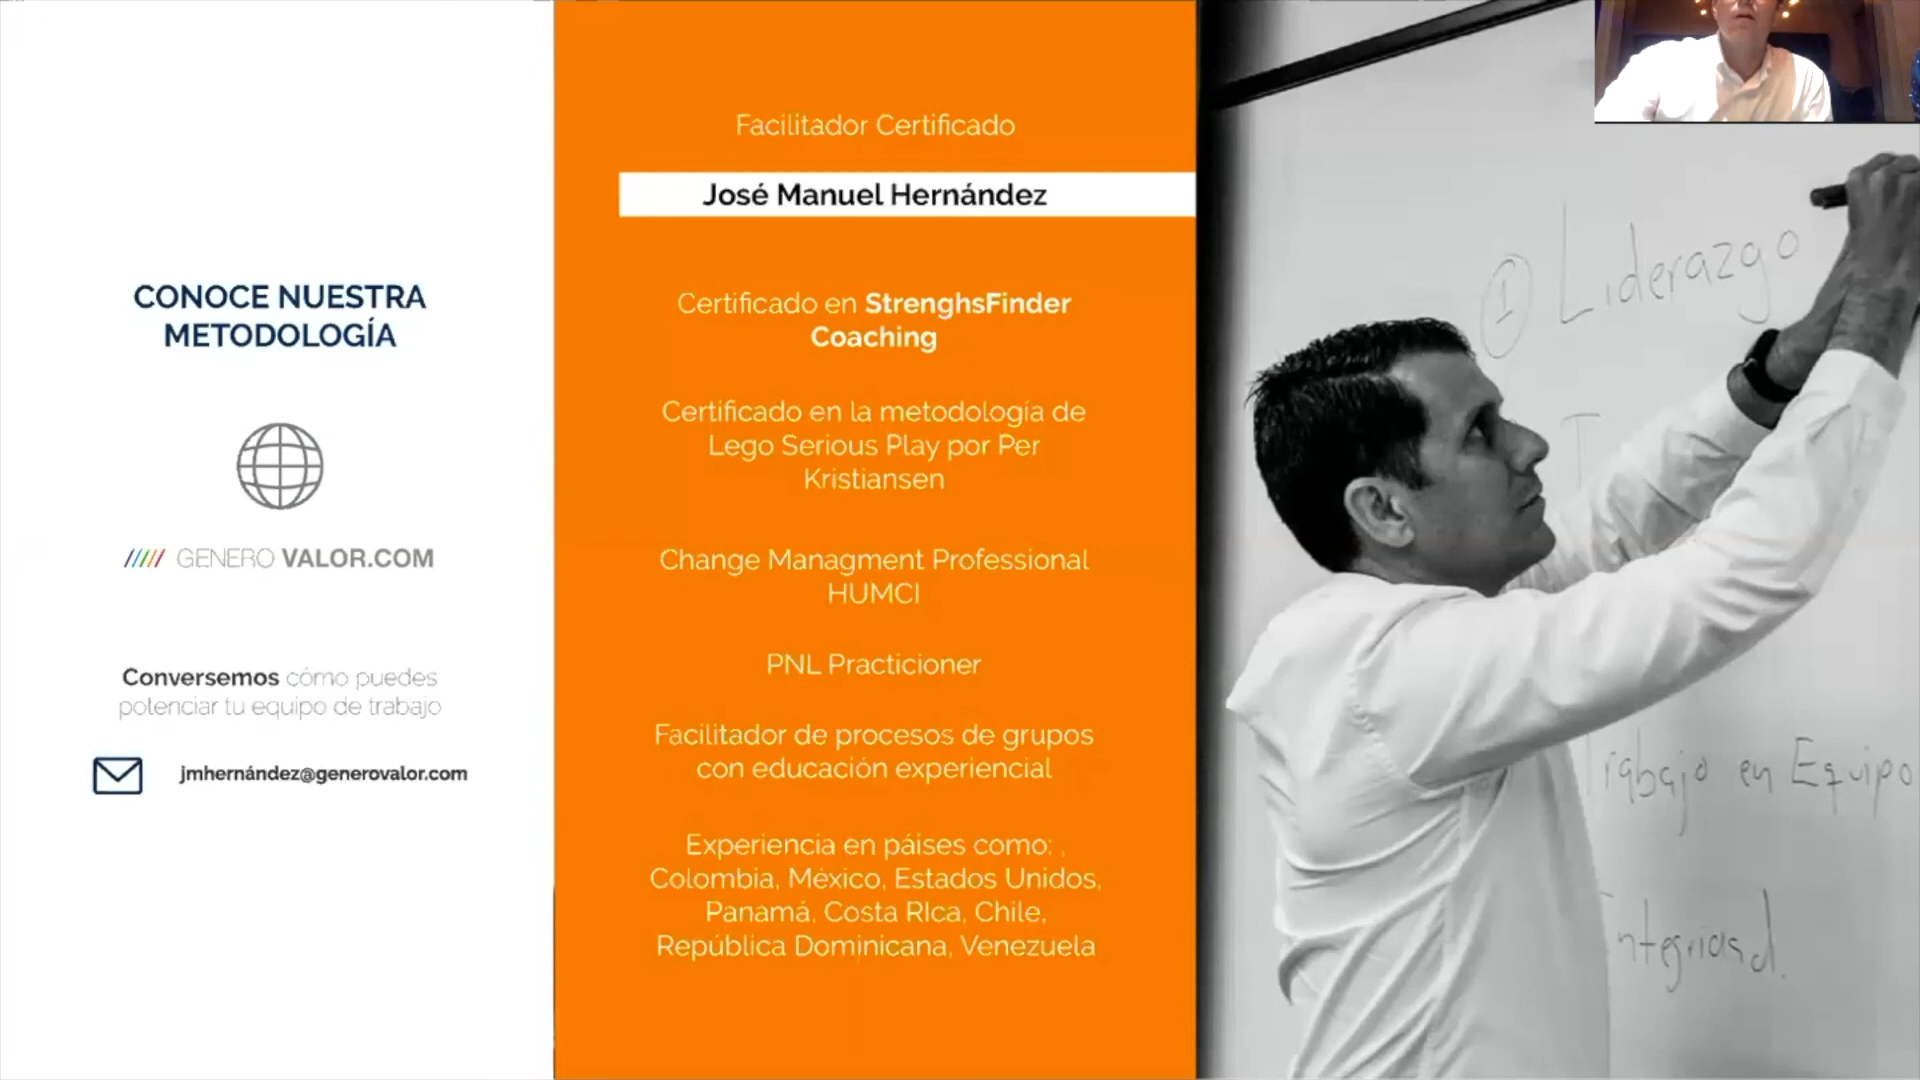 CONOCE NUESTRA
METODOLOGÍA
GENERO VALOR.COM
Conversemos cómo puedes
potenciar tu equipo de trabajo
jmhernández@generovalor.com
Facilitador Certificado
José Manuel Hernández
Certificado en StrenghsFinder
Coaching
Certificado en la metodología de
Lego Serious Play por Per
Kristiansen
Change Managment Professional
HUMCI
PNL Practicioner
Facilitador de procesos de grupos
con educación experiencial
Experiencia en páises como: ,
Colombia, México, Estados Unidos,
Panamá, Costa RIca, Chile,
República Dominicana, Venezuela
1 Liderazgo
T
Trabajo en Equipo
Integridad.